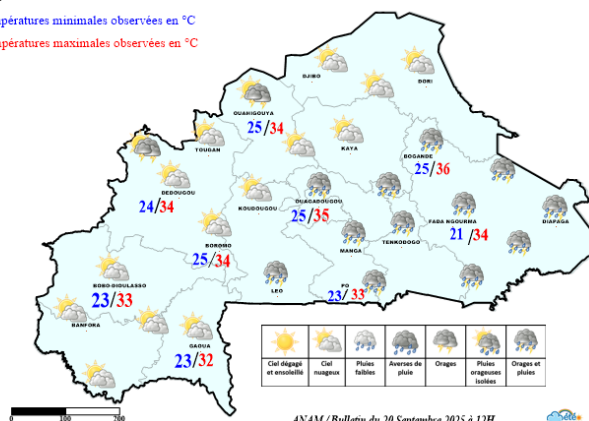 pératures minimales observées en °C
pératures maximales observées en °C
DJIBO
DORI
OUAHIGOUYA
25/34
TOUGAN
KAYA
BOGANDE
25/36
DEDOUGOU
24/34
KOUDOUGOU
OUAGADOUGOU
25/35
FADA NGOURMA
21/34
DIAPAGA
BOROMO
25/34
MANGA
TENKODOGO
BOBO-DIOULASSO
23/33
LEO
PO
23/33
BANFORA
GAOUA
23/32
Ciel dégagé et ensoleillé
Ciel nuageux
Pluies faibles
Averses de pluie
Orages
Pluies orageuses isolées
Orages et pluies
0 100 200
ANAM / Bulletin du 20 Septembre 2025 à 12H
été